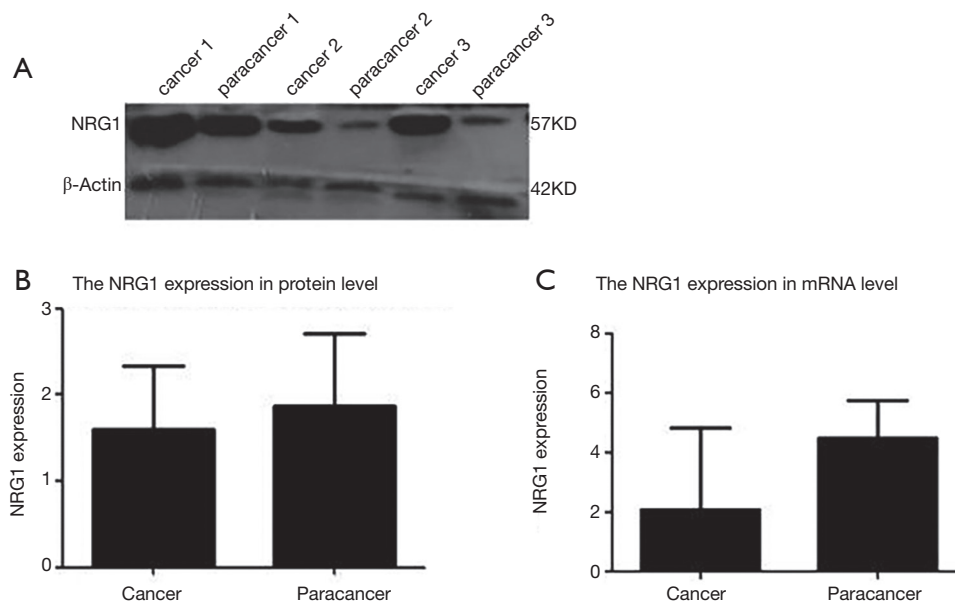 A
cancer 1
paracancer 1
cancer 2
paracancer 2
cancer 3
paracancer 3
NRG1
57KD
β-Actin
42KD
B
The NRG1 expression in protein level
NRG1 expression
3
2
1
0
Cancer
Paracancer
C
The NRG1 expression in mRNA level
NRG1 expression
8
6
4
2
0
Cancer
Paracancer